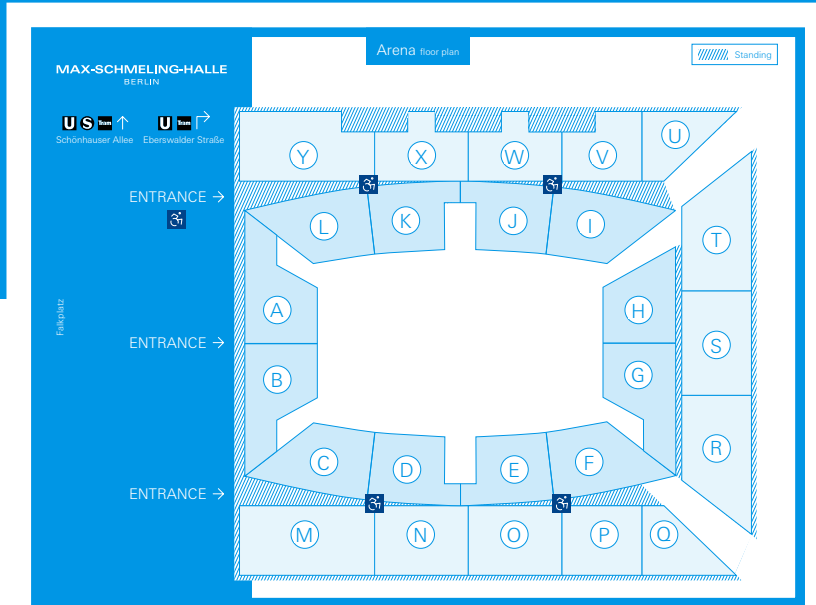 Arena floor plan
Standing
MAX-SCHMELING-HALLE
BERLIN
U S Tram ↑ U Tram
Schönhauser Allee Eberswalder Straße
ENTRANCE →
ENTRANCE →
ENTRANCE →
Falkplatz
Y X W V U
L K J I
T
A H
S
B G
R
C D E F
M N O P Q